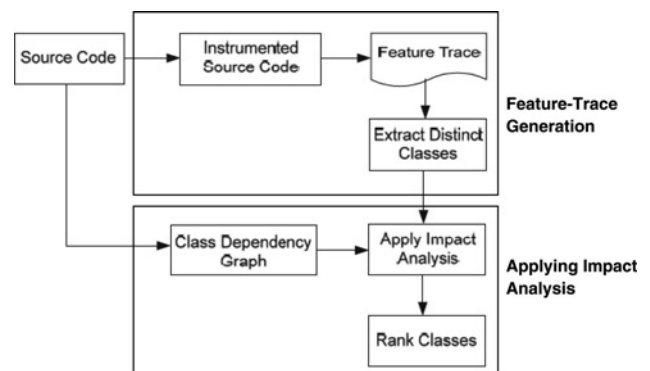 Source Code
Instrumented
Source Code
Feature Trace
Extract Distinct
Classes
Feature-Trace
Generation
Class Dependency
Graph
Apply Impact
Analysis
Rank Classes
Applying Impact
Analysis